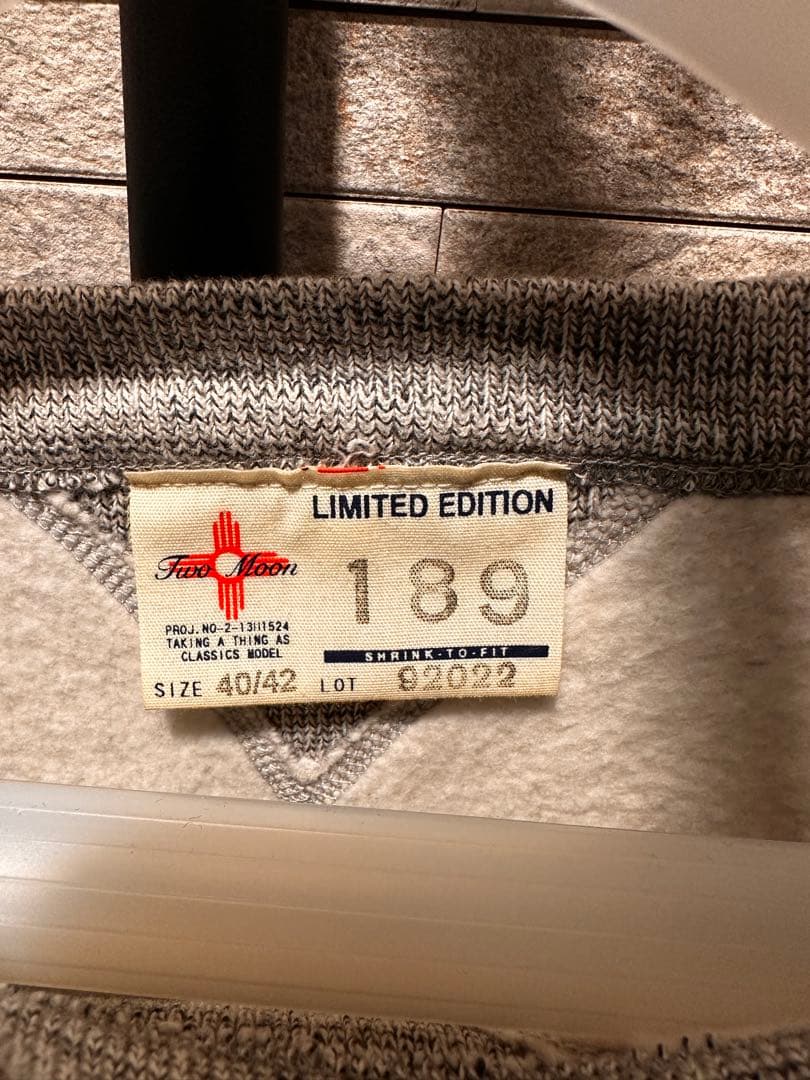 LIMITED EDITION
Two Moon
189
PROJ.NO-2-1311524
TAKING A THING AS
CLASSICS MODEL
SHRINK-TO-FIT
SIZE 40/42 LOT 92022